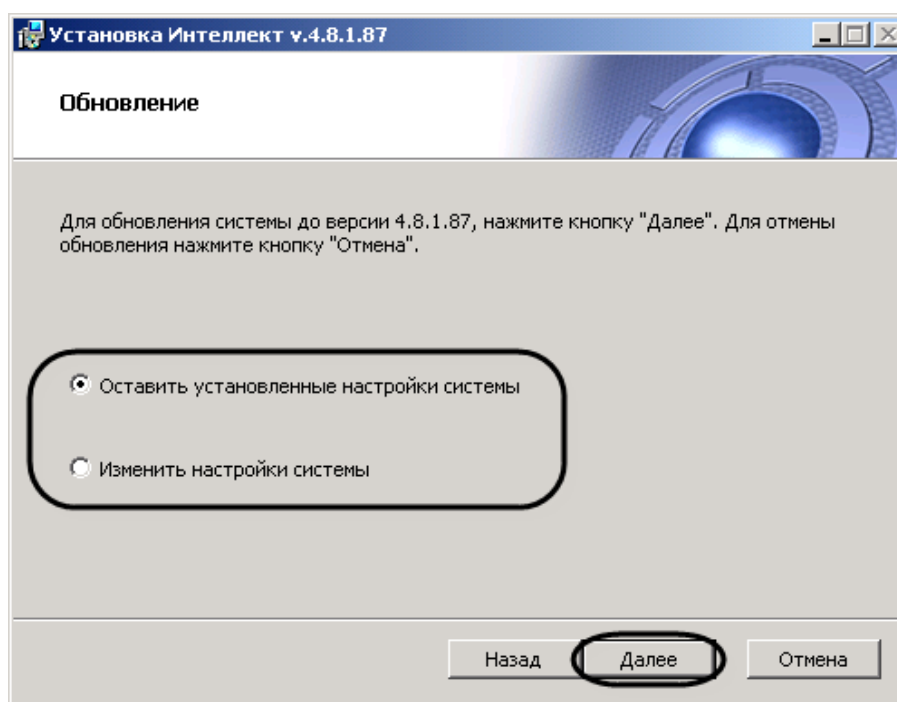 Установка Интеллект v.4.8.1.87
Обновление
Для обновления системы до версии 4.8.1.87, нажмите кнопку "Далее". Для отмены
обновления нажмите кнопку "Отмена".
Оставить установленные настройки системы
Изменить настройки системы
Назад
Далее
Отмена